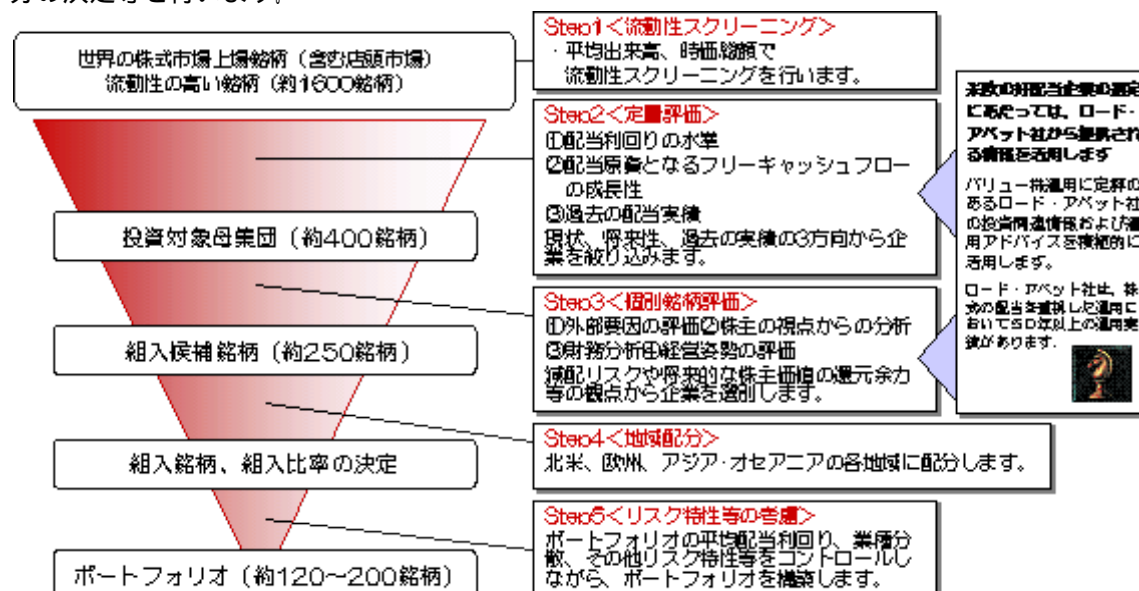 分の決定等を行います。
世界の株式市場上場銘柄（含む店頭市場）
流動性の高い銘柄（約1600銘柄）
Step1＜流動性スクリーニング＞
・平均出来高、時価総額で
流動性スクリーニングを行います。
Step2＜定量評価＞
①配当利回りの水準
②配当原資となるフリーキャッシュフロー
の成長性
③過去の配当実績
現状、将来性、過去の実績の3方向から企
業を絞り込みます。
投資対象母集団（約400銘柄）
Step3＜個別銘柄評価＞
①外部要因の評価②株主の視点からの分析
③財務分析④経営姿勢の評価
減配リスクや将来的な株主価値の還元余力
等の観点から企業を選別します。
組入候補銘柄（約250銘柄）
Step4＜地域配分＞
北米、欧州、アジア・オセアニアの各地域に配分します。
組入銘柄、組入比率の決定
Step5＜リスク特性等の考慮＞
ポートフォリオの平均配当利回り、業種分
散、その他リスク特性等をコントロールし
ながら、ポートフォリオを構築します。
ポートフォリオ（約120～200銘柄）
米欧の好配当企業の選定
にあたっては、ロード・
アベット社から提供され
る情報を活用します
バリュー株運用に定評の
あるロード・アベット社
の投資関連情報および運
用アドバイスを積極的に
活用します。
ロード・アベット社は、株
式の配当を重視した運用に
おいて50年以上の運用実
績があります。